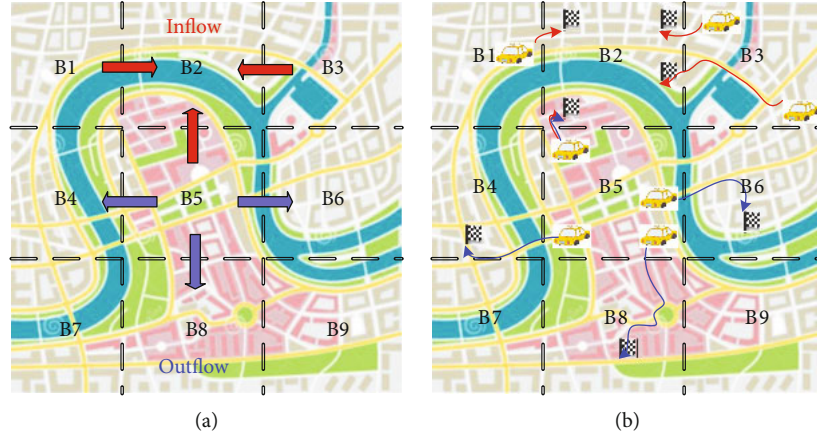 Inflow
B1 B2 B3
B4 B5 B6
B7 B8 B9
Outflow
(a)
B1 B2 B3
B4 B5 B6
B7 B8 B9
(b)